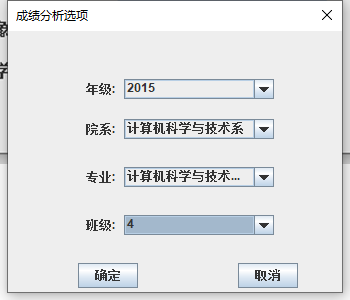 成绩分析选项
年级: 2015
院系: 计算机科学与技术系
专业: 计算机科学与技术...
班级: 4
确定 取消